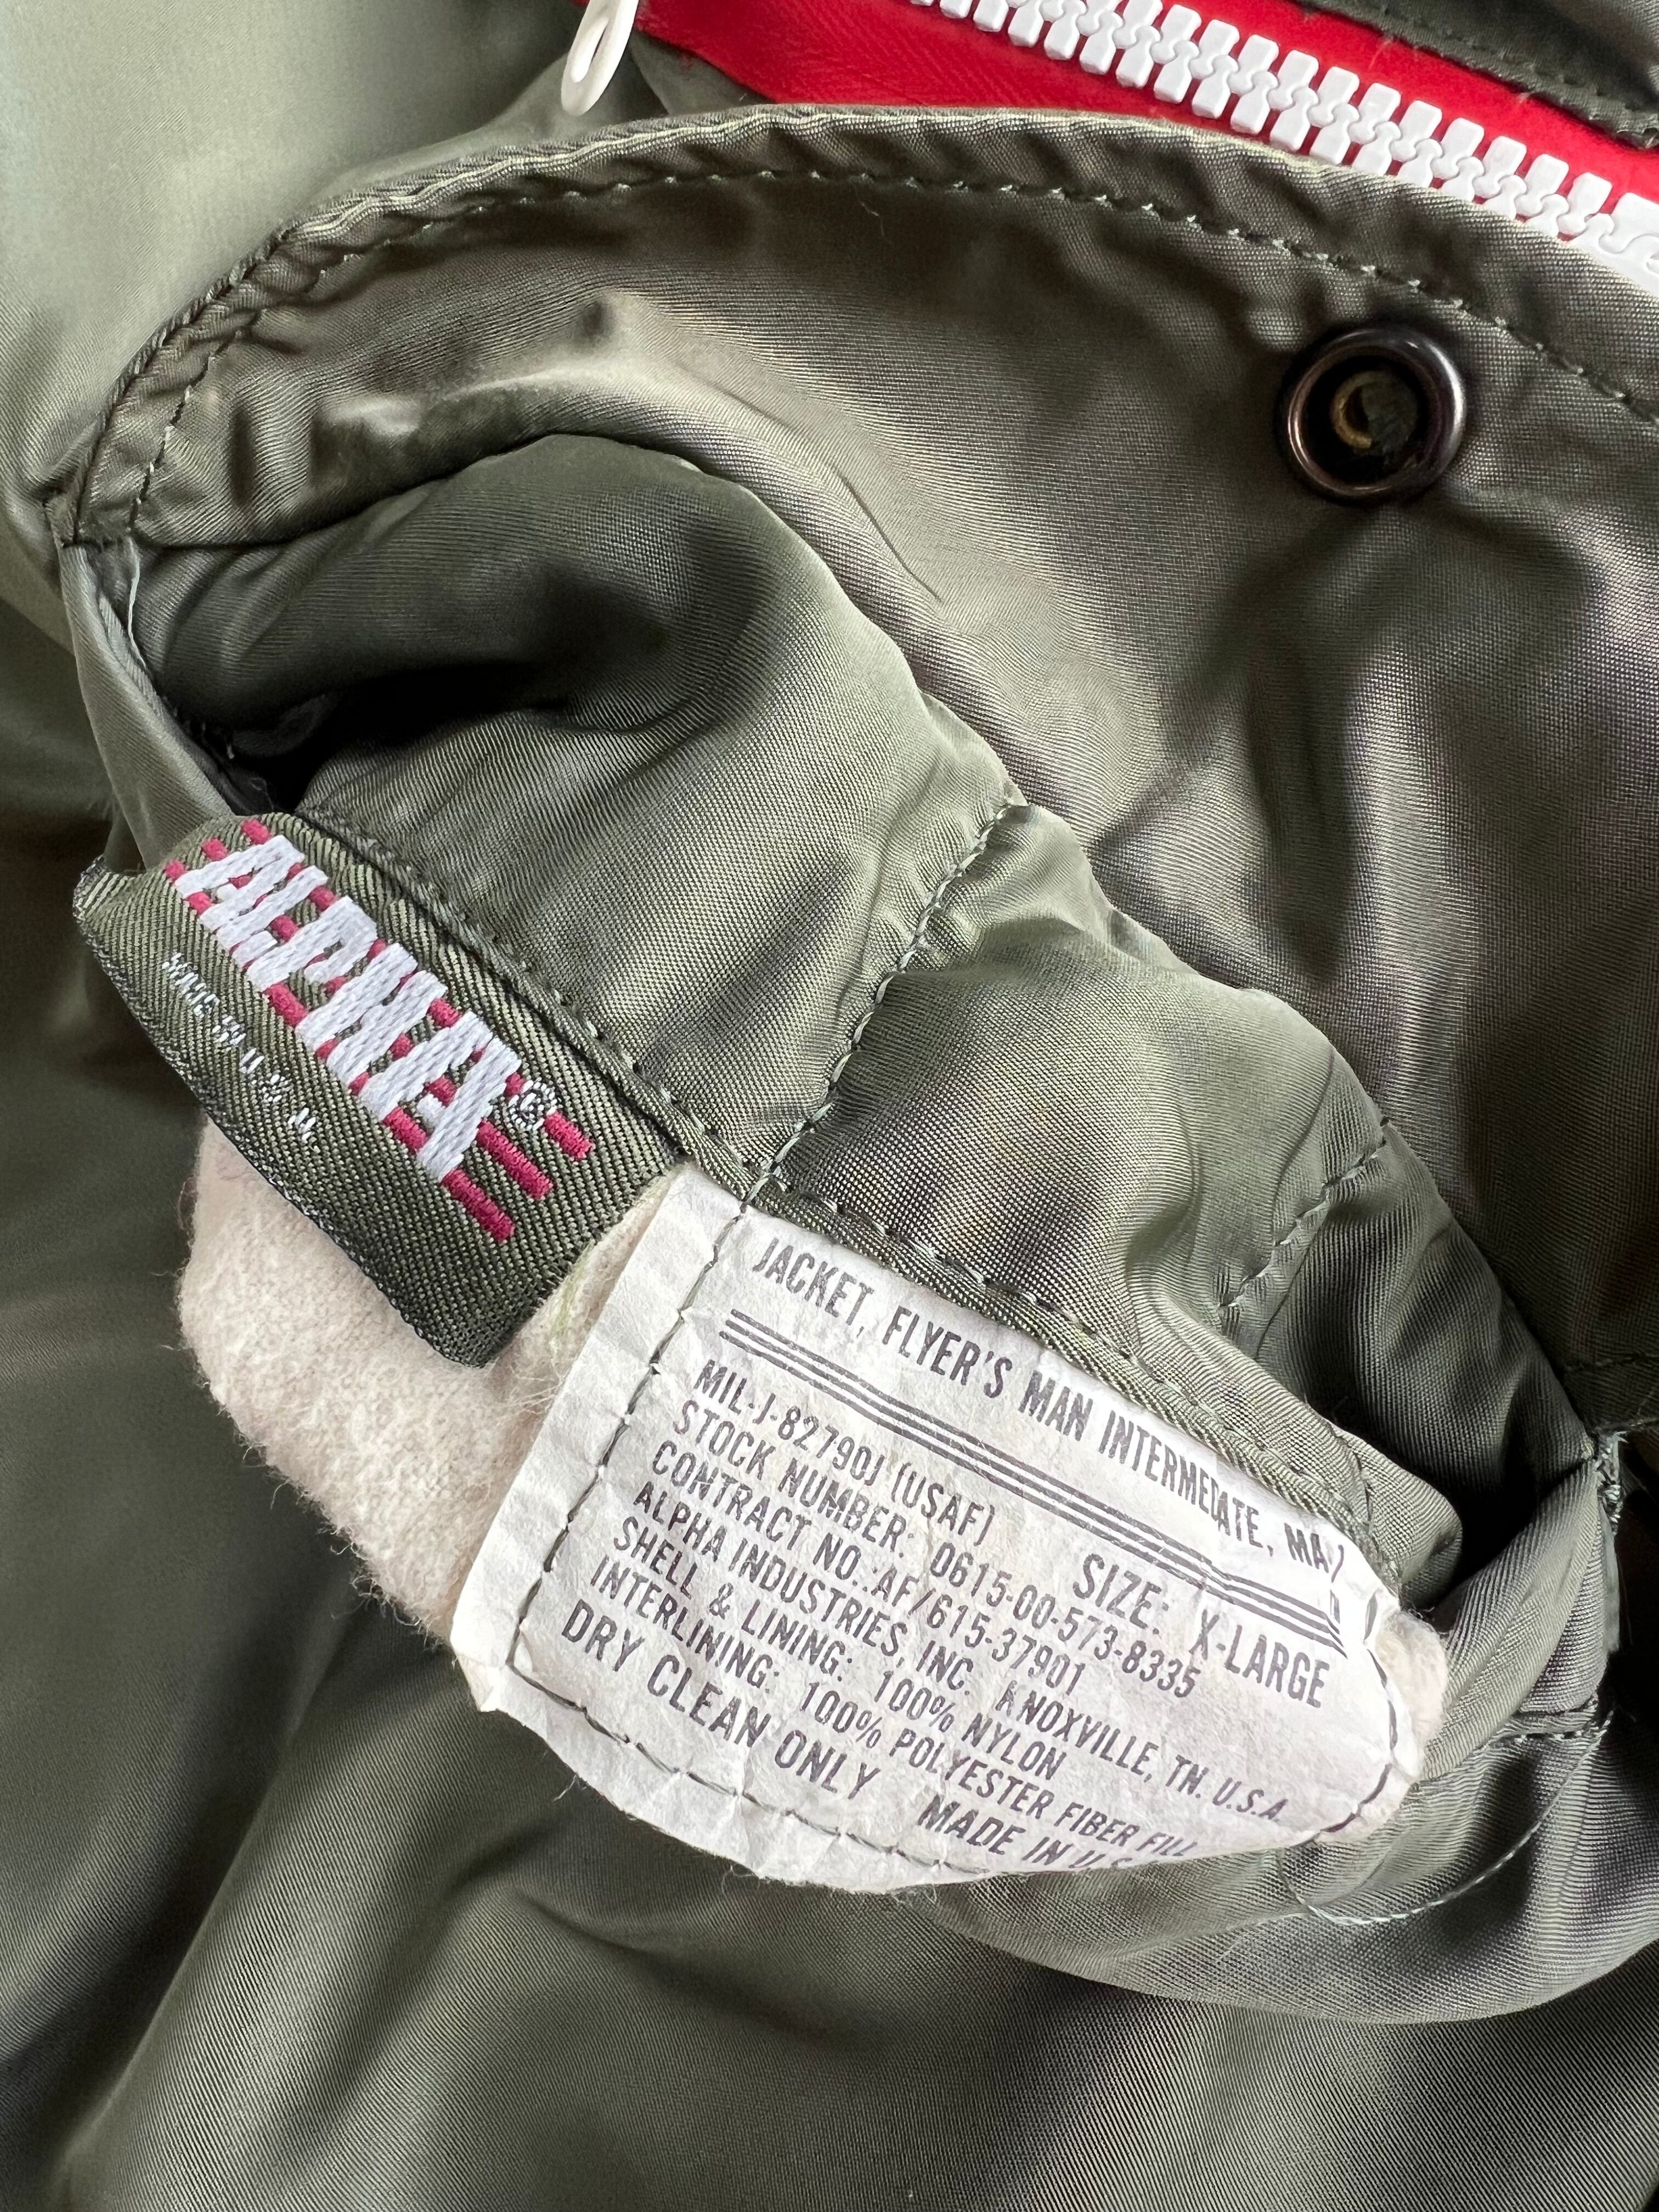 ALPHA ©
MADE IN U.S.A.
JACKET, FLYER'S MAN INTERMEDIATE, MA-1
SIZE: X-LARGE
MIL-J-82790J (USAF)
STOCK NUMBER: 0615-00-573-8335
CONTRACT NO.:AF/615-37901
ALPHA INDUSTRIES, INC. KNOXVILLE, TN. U.S.A.
SHELL & LINING: 100% NYLON
INTERLINING: 100% POLYESTER FIBER FILL
DRY CLEAN ONLY MADE IN U.S